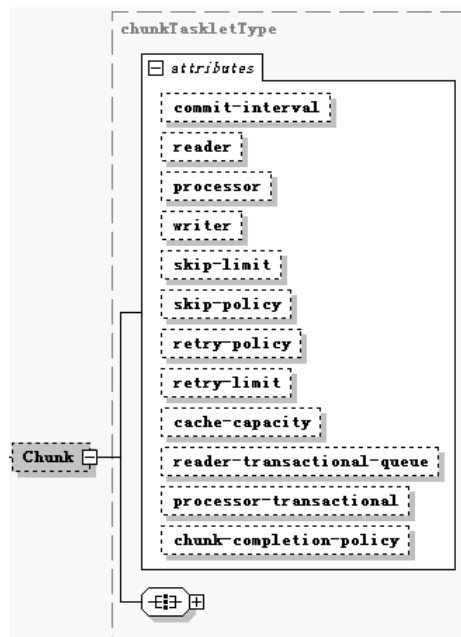 chunkTaskletType
attributes
commit-interval
reader
processor
writer
skip-limit
skip-policy
retry-policy
retry-limit
cache-capacity
Chunk
reader-transactional-queue
processor-transactional
chunk-completion-policy